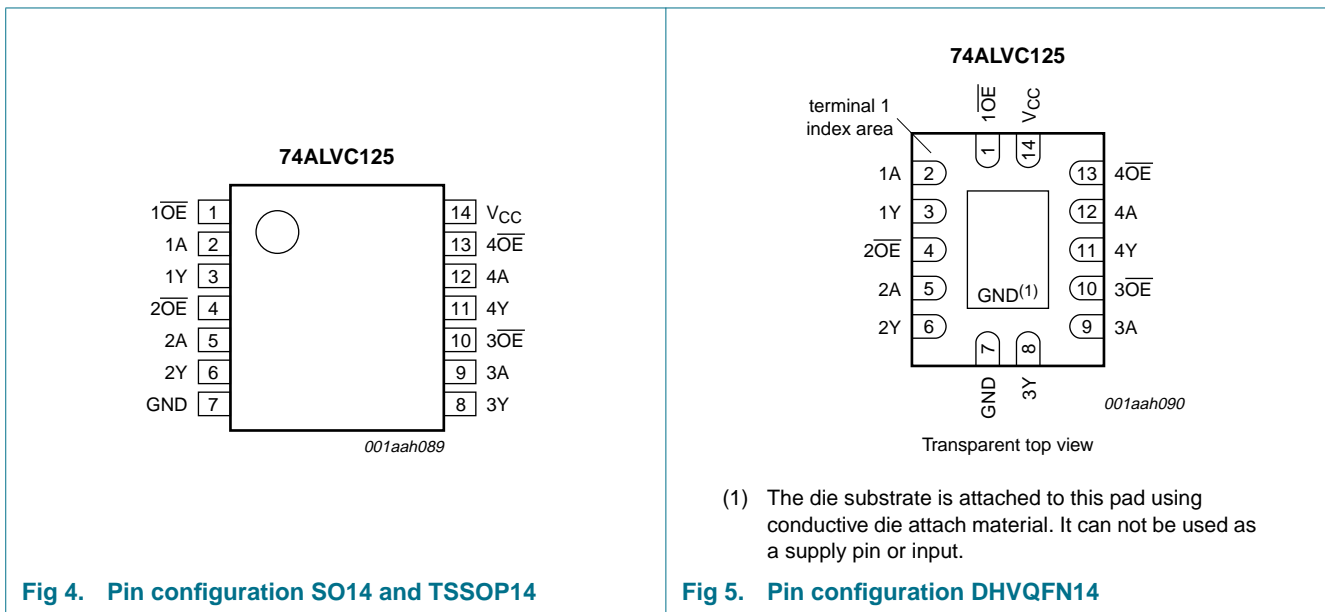 74ALVC125
1OE 1
1A 2
1Y 3
2OE 4
2A 5
2Y 6
GND 7
14 VCC
13 4OE
12 4A
11 4Y
10 3OE
9 3A
8 3Y
001aah089
Fig 4. Pin configuration SO14 and TSSOP14
74ALVC125
terminal 1
index area
1OE
VCC
1
14
1A 2
1Y 3
2OE 4
2A 5
2Y 6
13 4OE
12 4A
11 4Y
10 3OE
9 3A
GND(1)
7
8
GND
3Y
001aah090
Transparent top view
(1) The die substrate is attached to this pad using
conductive die attach material. It can not be used as
a supply pin or input.
Fig 5. Pin configuration DHVQFN14